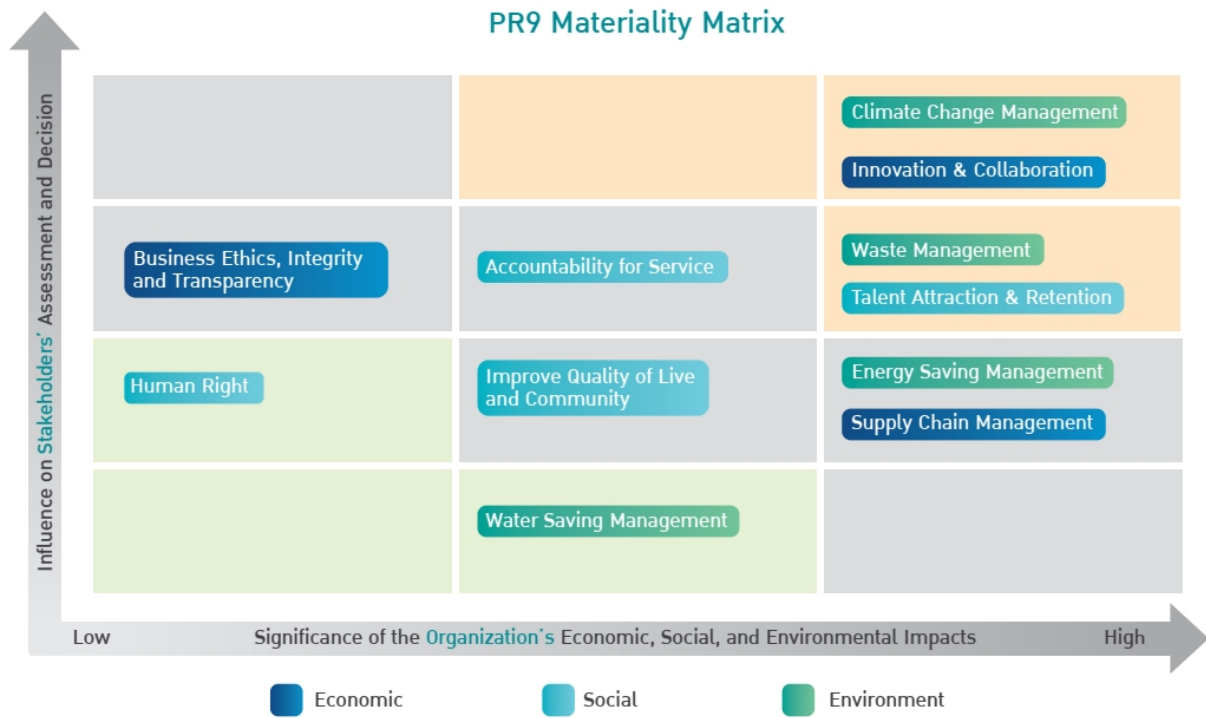 PR9 Materiality Matrix
Influence on Stakeholders' Assessment and Decision
Climate Change Management
Innovation & Collaboration
Business Ethics, Integrity
and Transparency
Accountability for Service
Waste Management
Talent Attraction & Retention
Human Right
Improve Quality of Live
and Community
Energy Saving Management
Supply Chain Management
Water Saving Management
Low
Significance of the Organization's Economic, Social, and Environmental Impacts
High
Economic
Social
Environment